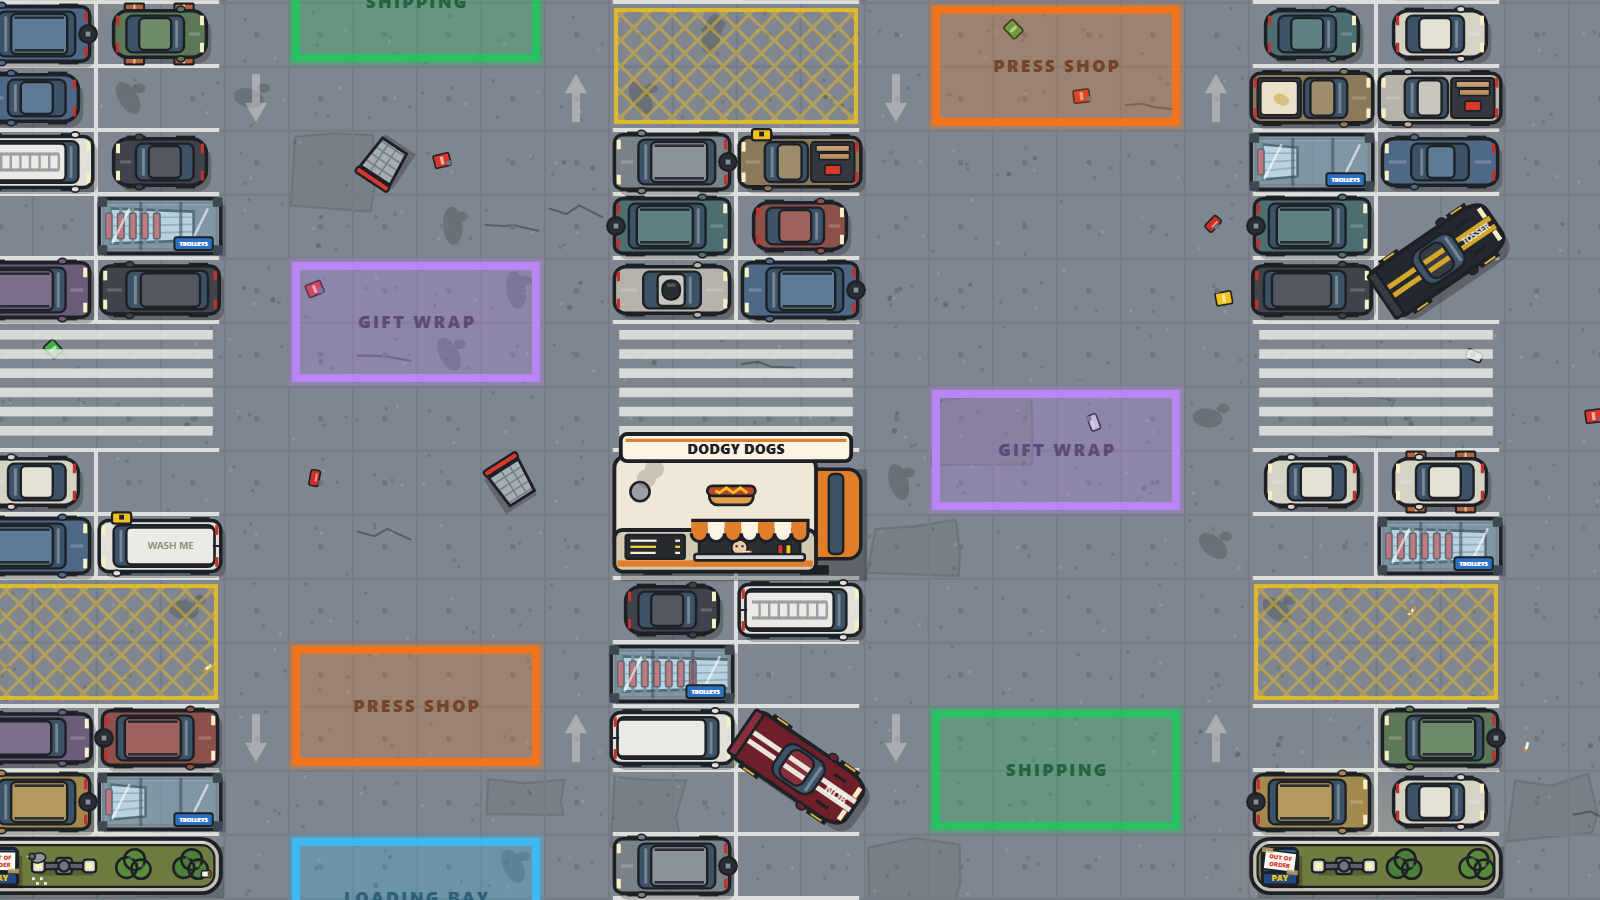 SHIPPING
PRESS SHOP
TROLLEYS
TROLLEYS
TOSSER
GIFT WRAP
GIFT WRAP
DODGY DOGS
WASH ME
TROLLEYS
TROLLEYS
PRESS SHOP
SHIPPING
TROLLEYS
OUT OF
ORDER
PAY
LOADING BAY